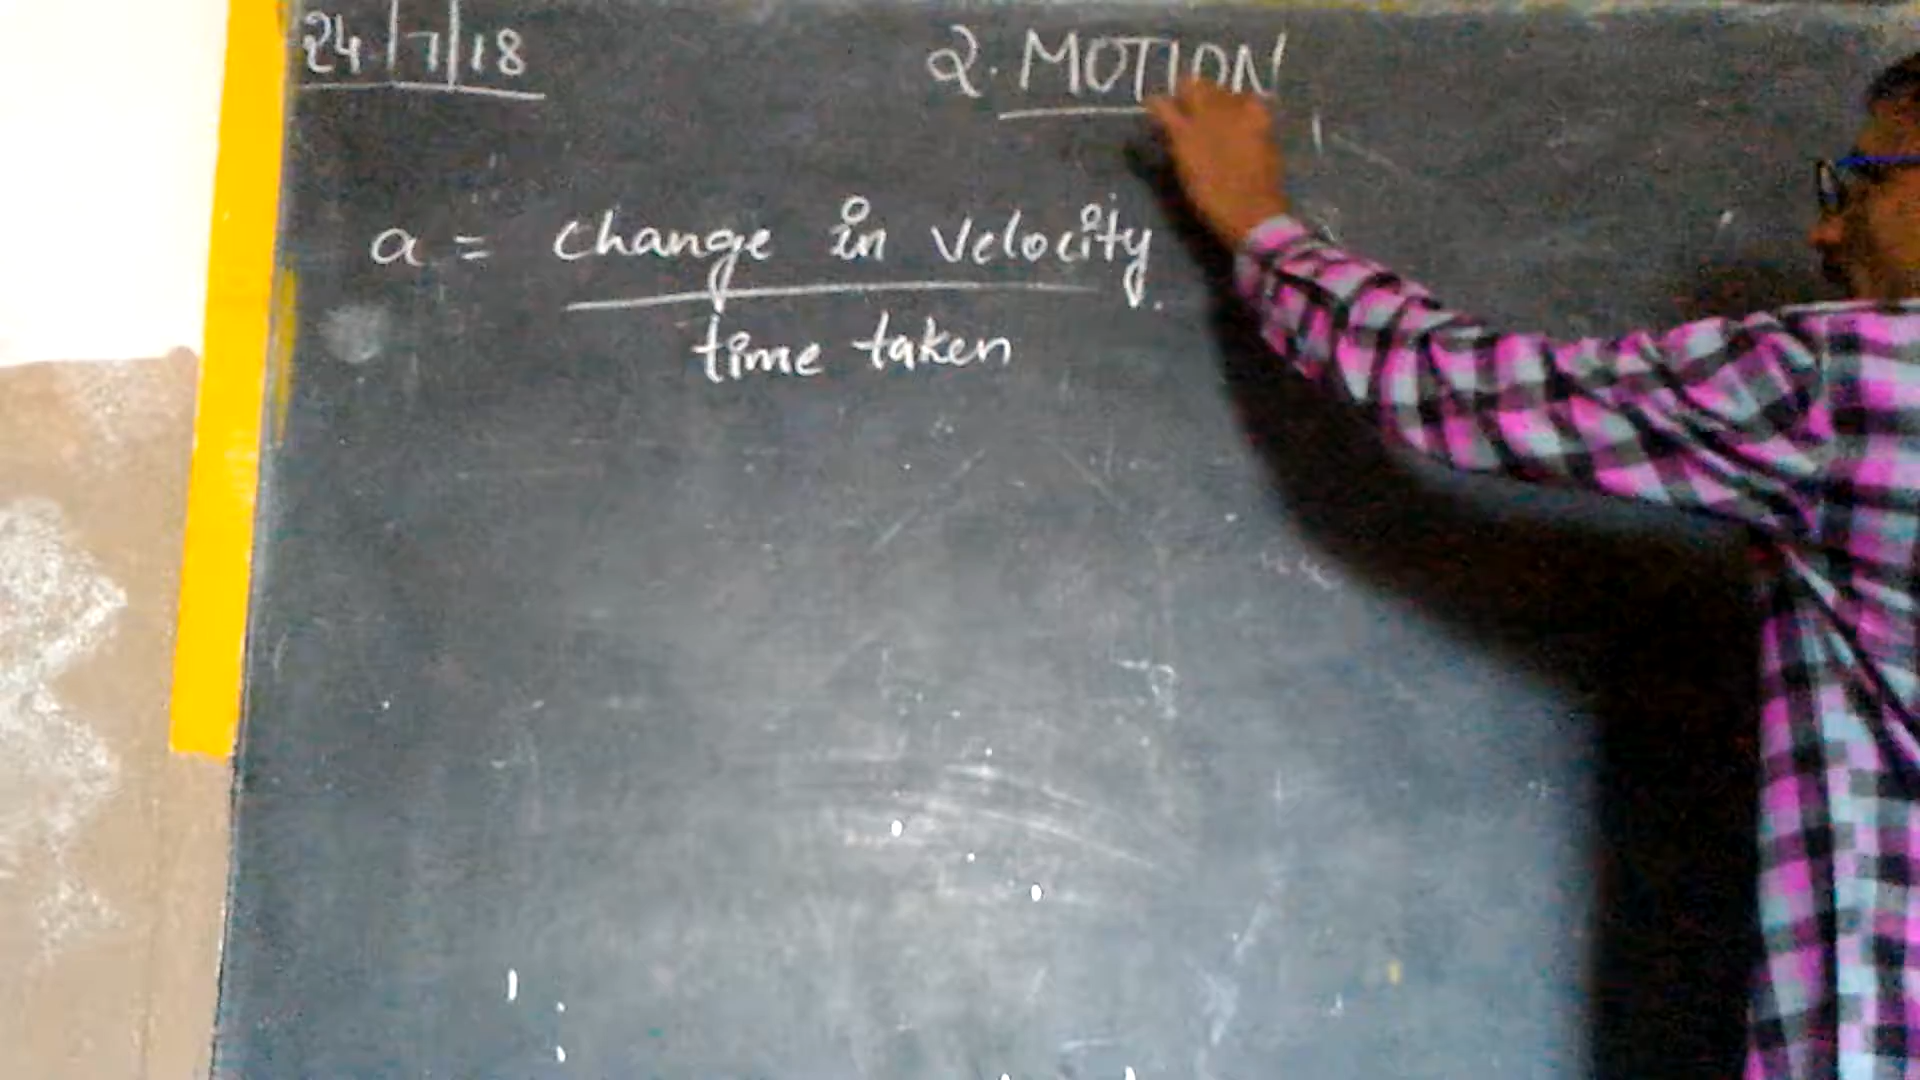 24/7/18
2. MOTION
a = change in velocity.
time taken